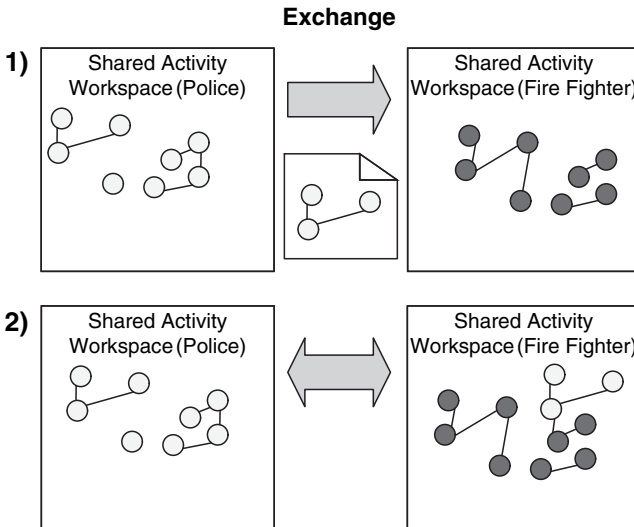 Exchange
1)
Shared Activity
Workspace (Police)
Shared Activity
Workspace (Fire Fighter)
2)
Shared Activity
Workspace (Police)
Shared Activity
Workspace (Fire Fighter)